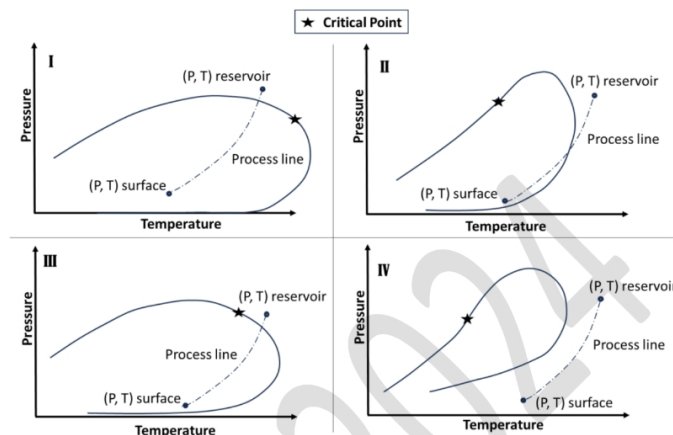 ★ Critical Point
I
(P, T) reservoir
Process line
(P, T) surface
Pressure
Temperature
II
(P, T) reservoir
Process line
(P, T) surface
Pressure
Temperature
III
(P, T) reservoir
Process line
(P, T) surface
Pressure
Temperature
IV
(P, T) reservoi
Process line
(P, T) surface
Pressure
Temperature
2024